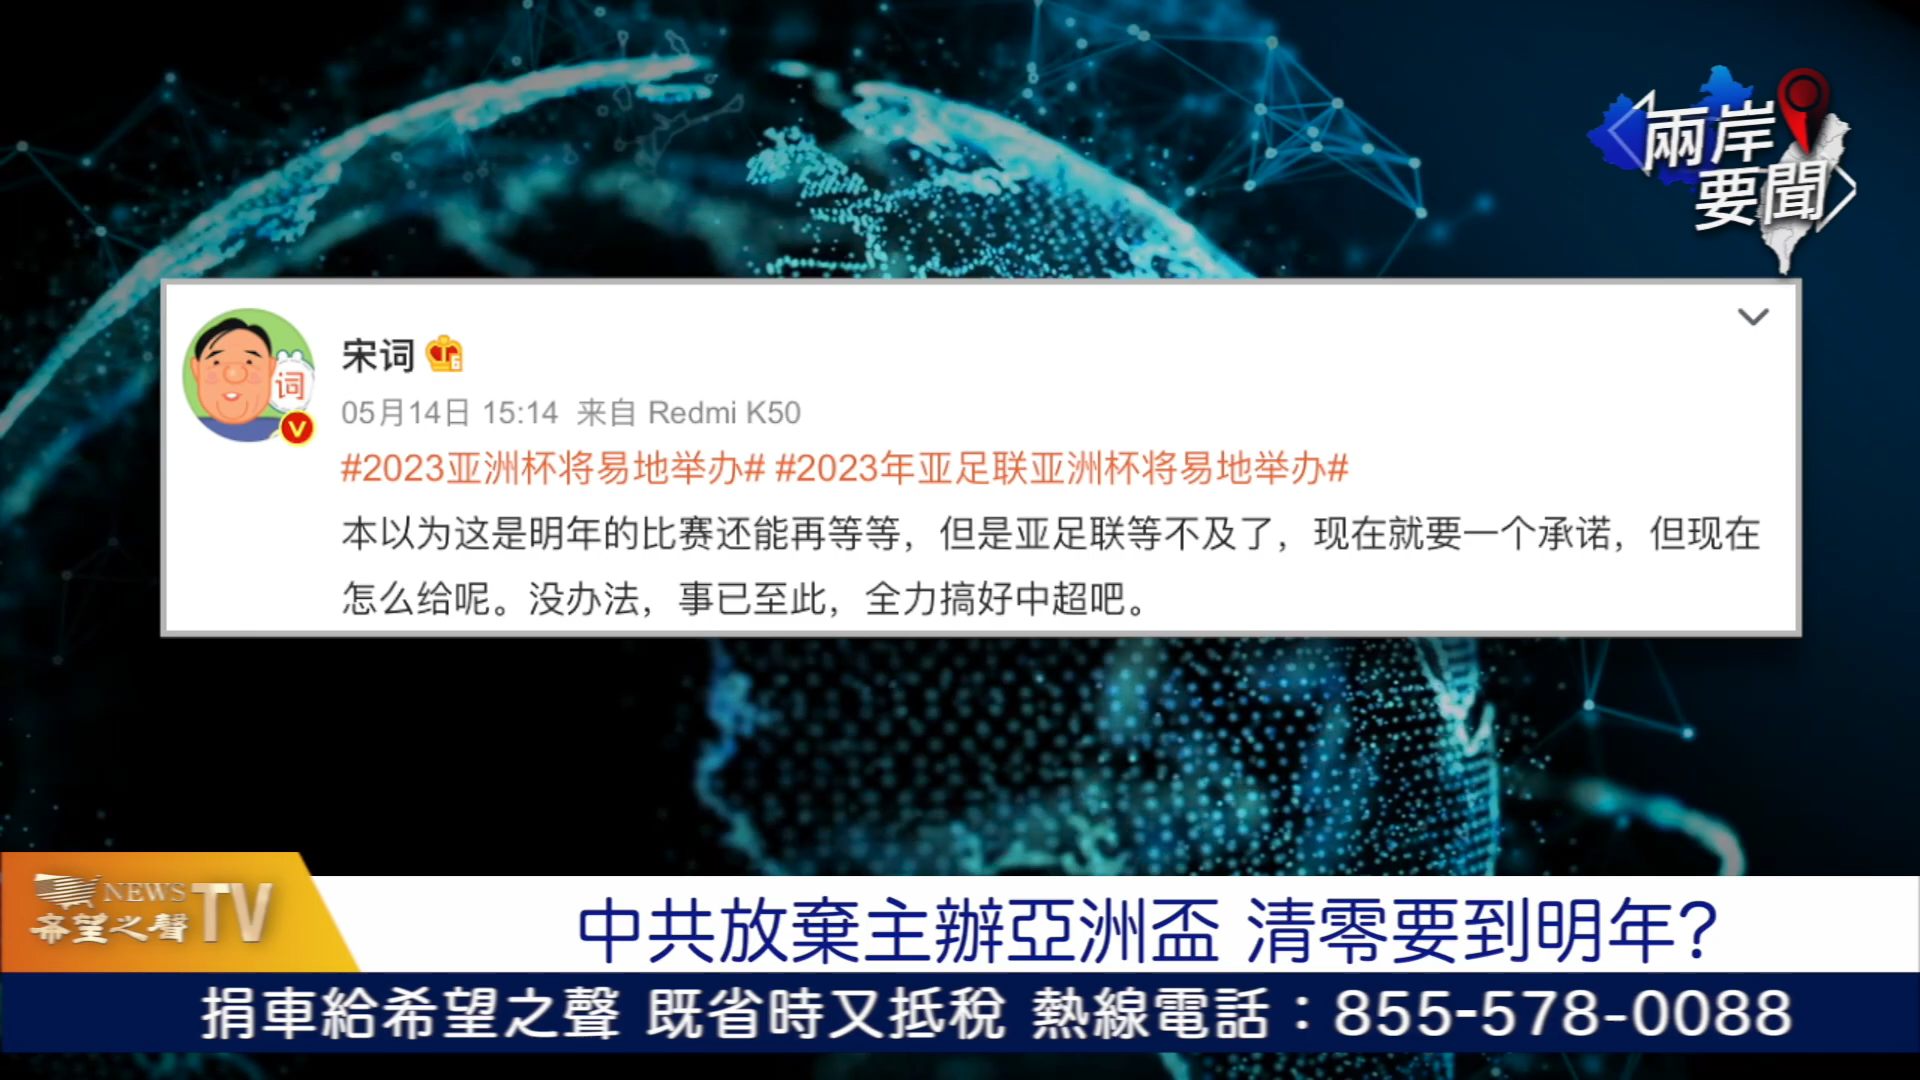 兩岸
要聞
宋词
6
词
V
05月14日 15:14 来自 Redmi K50
#2023亚洲杯将易地举办# #2023年亚足联亚洲杯将易地举办#
本以为这是明年的比赛还能再等等，但是亚足联等不及了，现在就要一个承诺，但现在
怎么给呢。没办法，事已至此，全力搞好中超吧。
NEWS
希望之聲
TV
中共放棄主辦亞洲盃 清零要到明年?
捐車給希望之聲 既省時又抵稅 熱線電話：855-578-0088